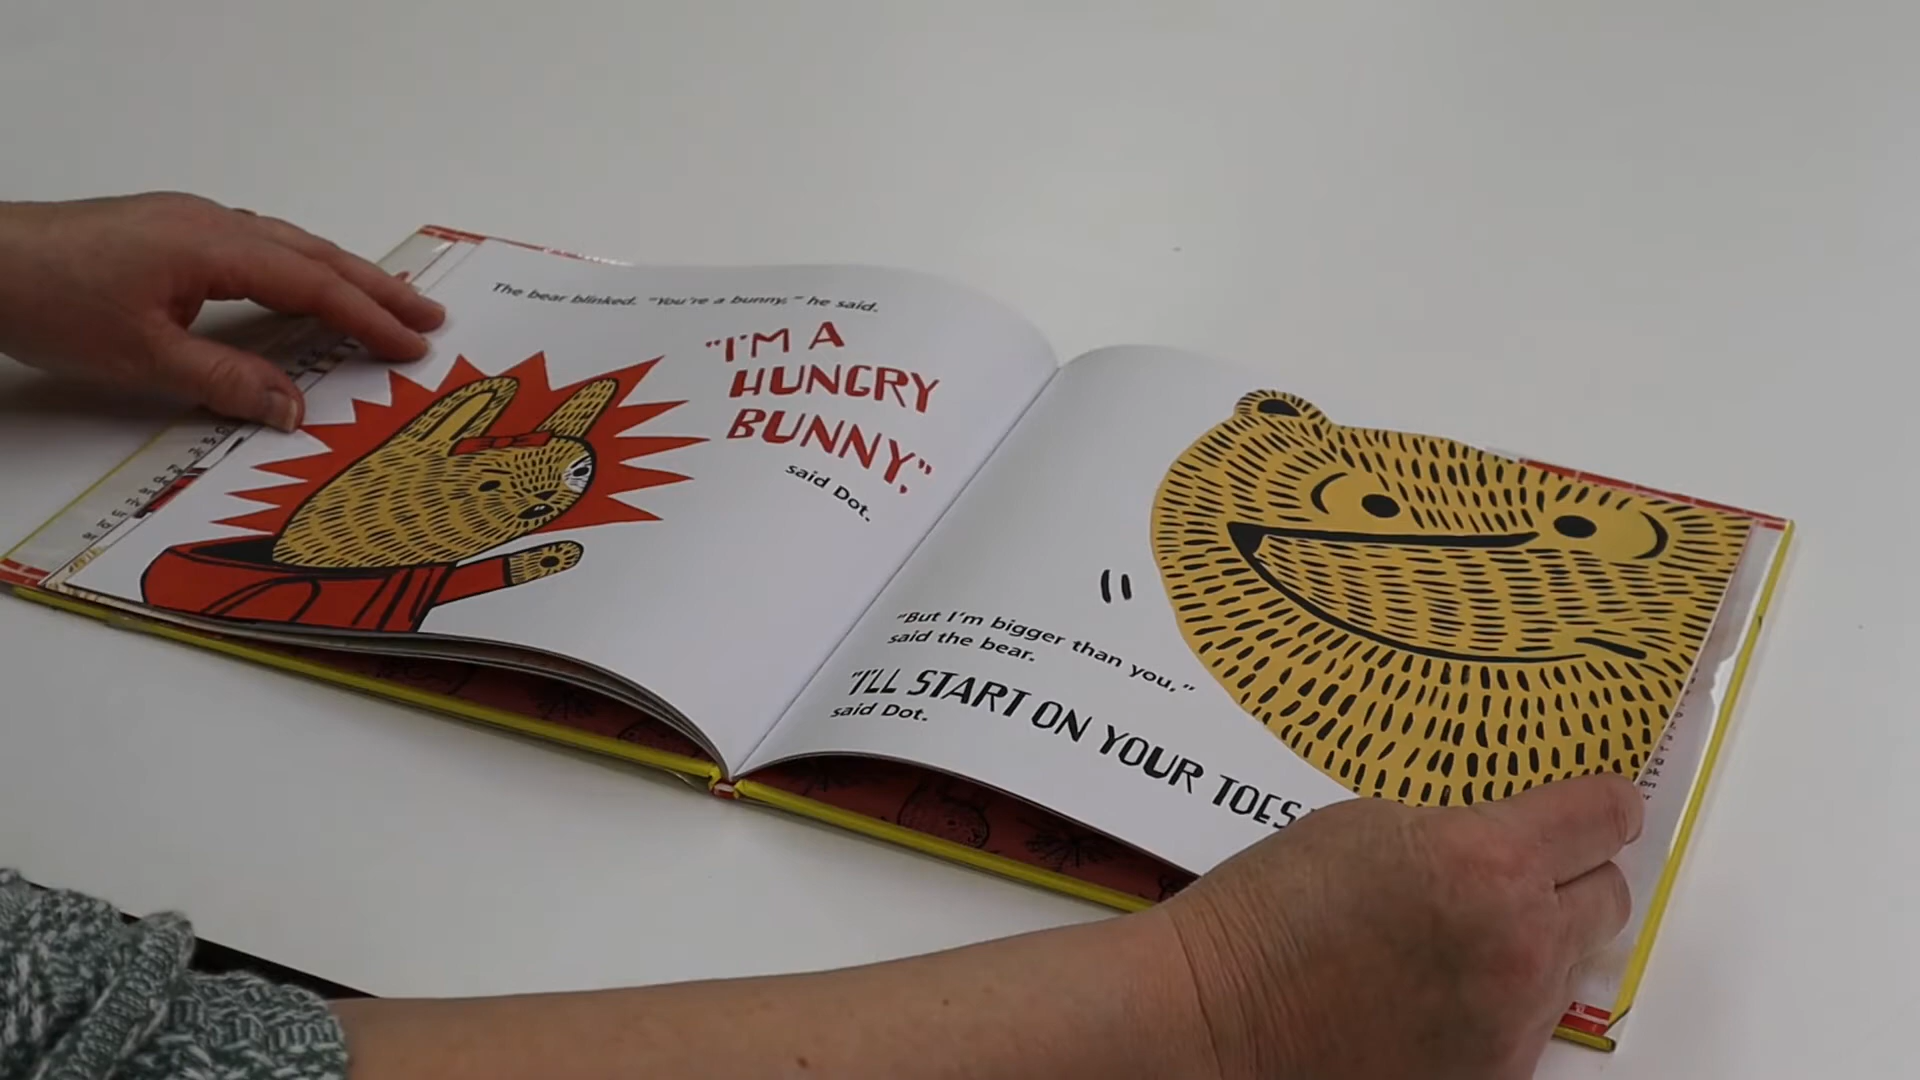 The bear blinked. "You're a bunny," he said.
"I'M A
HUNGRY
BUNNY,"
said Dot.
"But I'm bigger than you,"
said the bear.
"I'LL START ON YOUR TOES
said Dot.